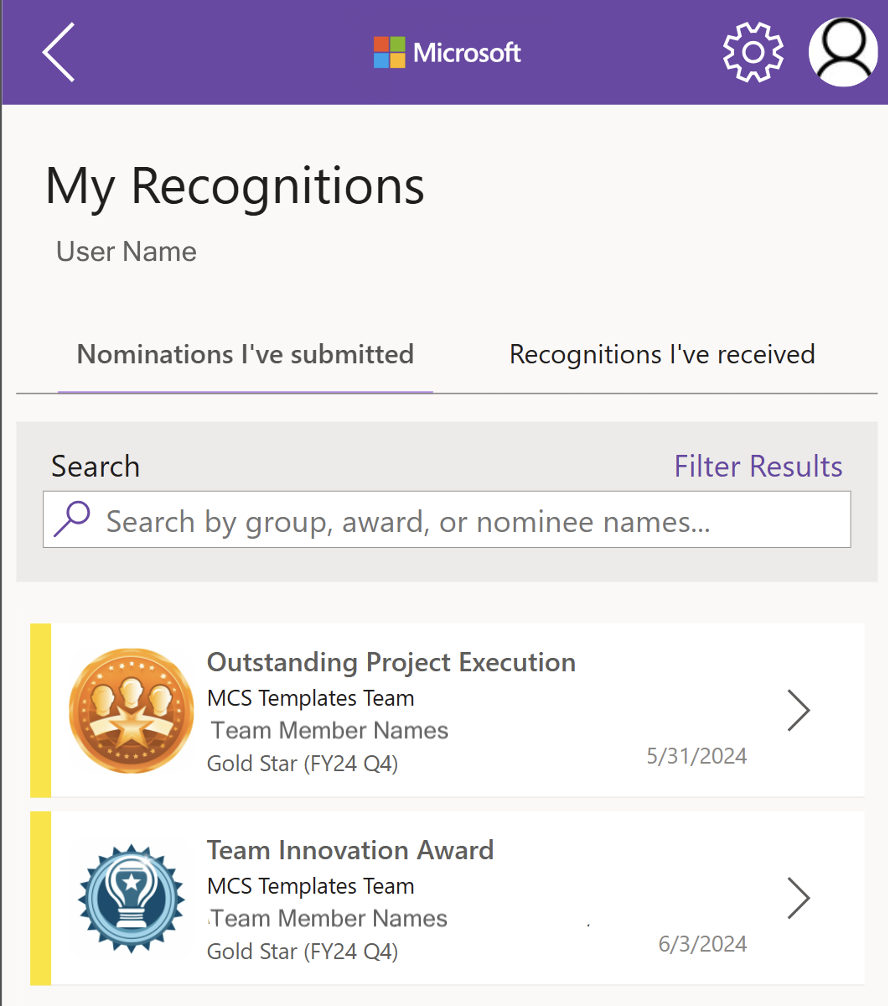 Microsoft
My Recognitions
User Name
Nominations I've submitted
Recognitions I've received
Search
Filter Results
Search by group, award, or nominee names...
Outstanding Project Execution
MCS Templates Team
Team Member Names
Gold Star (FY24 Q4)
5/31/2024
Team Innovation Award
MCS Templates Team
Team Member Names
Gold Star (FY24 Q4)
6/3/2024